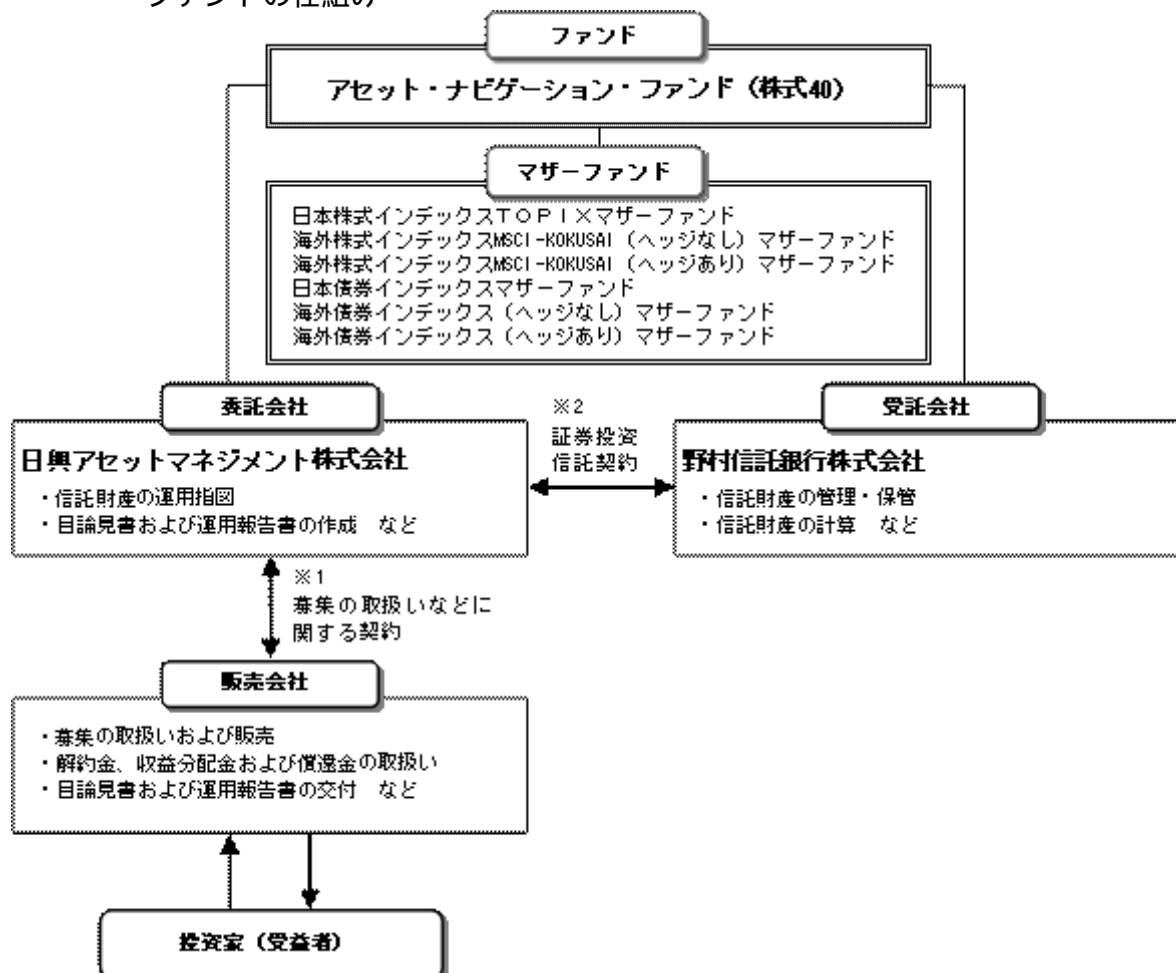 ファンドの仕組み
ファンド
アセット・ナビゲーション・ファンド（株式40）
マザーファンド
日本株式インデックスＴＯＰＩＸマザーファンド
海外株式インデックスMSCI-KOKUSAI（ヘッジなし）マザーファンド
海外株式インデックスMSCI-KOKUSAI（ヘッジあり）マザーファンド
日本債券インデックスマザーファンド
海外債券インデックス（ヘッジなし）マザーファンド
海外債券インデックス（ヘッジあり）マザーファンド
委託会社
日興アセットマネジメント株式会社
・信託財産の運用指図
・目論見書および運用報告書の作成　など
※2
証券投資
信託契約
受託会社
野村信託銀行株式会社
・信託財産の管理・保管
・信託財産の計算　など
※1
募集の取扱いなどに
関する契約
販売会社
・募集の取扱いおよび販売
・解約金、収益分配金および償還金の取扱い
・目論見書および運用報告書の交付　など
投資家（受益者）